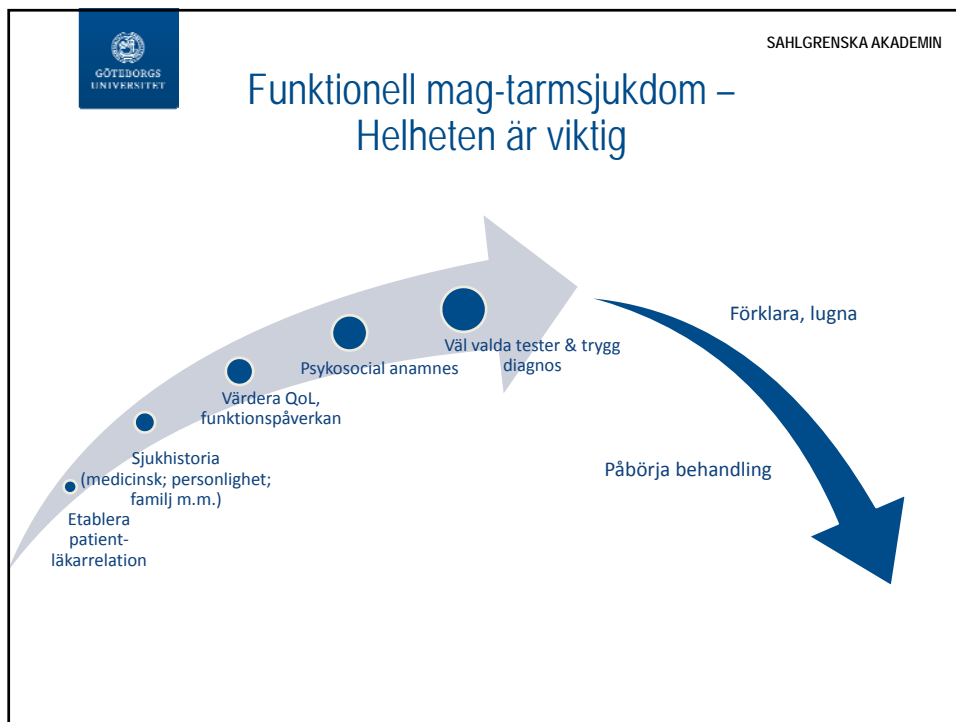 GÖTEBORGS
UNIVERSITET
SAHLGRENSKA AKADEMIN
Funktionell mag-tarmsjukdom –
Helheten är viktig
Etablera
patient-
läkarrelation
Sjukhistoria
(medicinsk; personlighet;
familj m.m.)
Värdera QoL,
funktionspåverkan
Psykosocial anamnes
Väl valda tester & trygg
diagnos
Förklara, lugna
Påbörja behandling